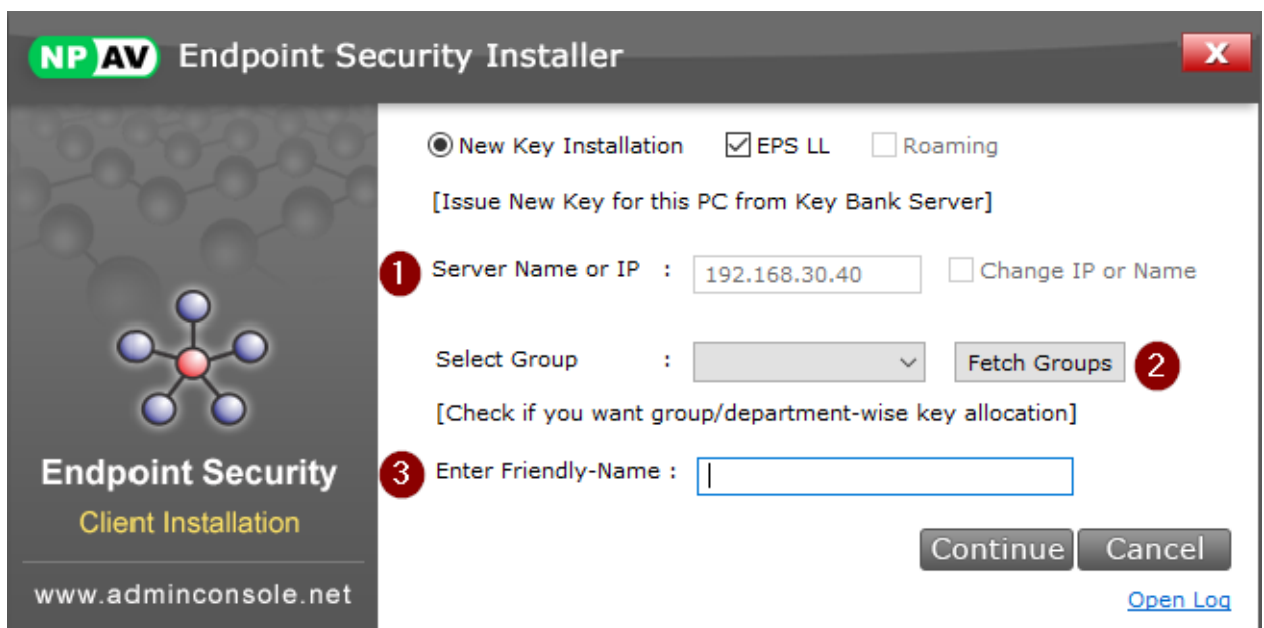 NP AV Endpoint Security Installer X
New Key Installation EPS LL Roaming
[Issue New Key for this PC from Key Bank Server]
1 Server Name or IP : 192.168.30.40 Change IP or Name
Select Group : Fetch Groups 2
[Check if you want group/department-wise key allocation]
3 Enter Friendly-Name :
Continue Cancel
Open Log
Endpoint Security
Client Installation
www.adminconsole.net